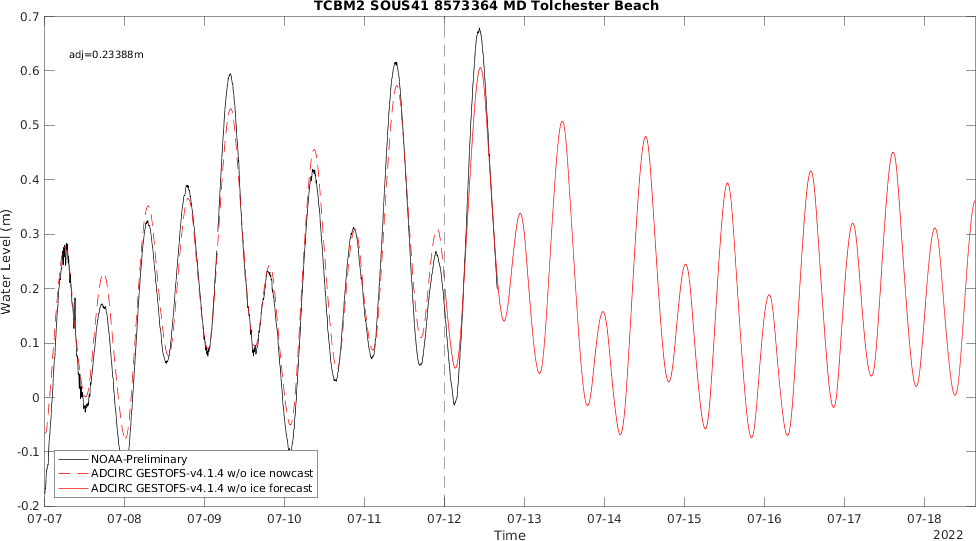 TCBM2 SOUS41 8573364 MD Tolchester Beach
adj=0.23388m
0.7
0.6
0.5
0.4
0.3
0.2
0.1
0
-0.1
-0.2
Water Level (m)
NOAA-Preliminary
ADCIRC GESTOFS-v4.1.4 w/o ice nowcast
ADCIRC GESTOFS-v4.1.4 w/o ice forecast
07-07 07-08 07-09 07-10 07-11 07-12 07-13 07-14 07-15 07-16 07-17 07-18
Time
2022